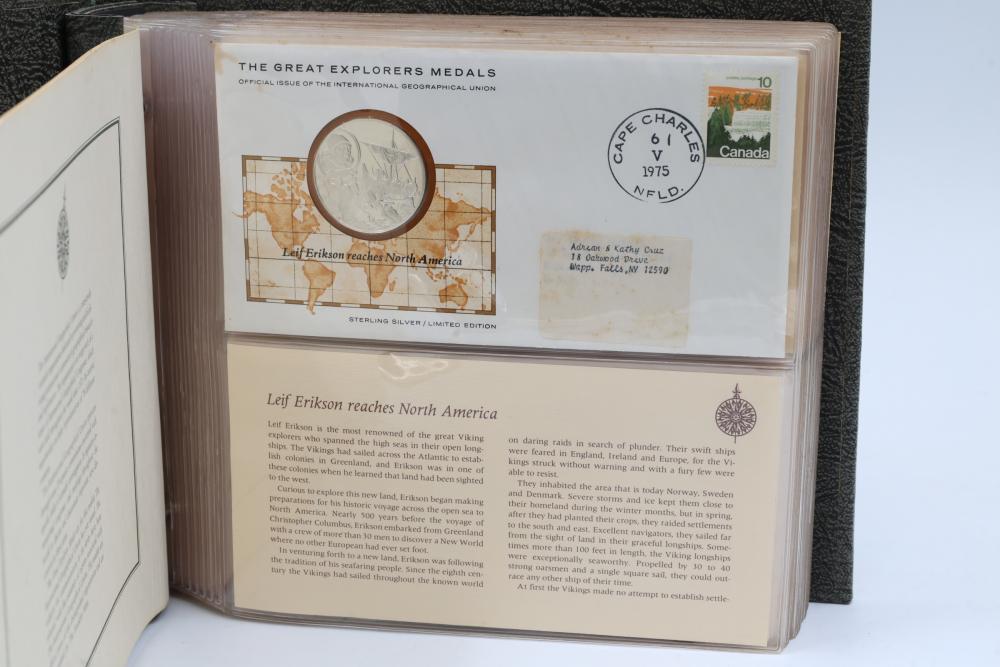 THE GREAT EXPLORERS MEDALS
OFFICIAL ISSUE OF THE INTERNATIONAL GEOGRAPHICAL UNION
Leif Erikson reaches North America
STERLING SILVER / LIMITED EDITION
CAPE CHARLES
61
V
1975
NFLD.
10
Canada
Adrian & Kathy Cruz
18 Oakwood Drive
Wapp. Falls, NY 12590
Leif Erikson reaches North America
Leif Erikson is the most renowned of the great Viking
explorers who spanned the high seas in their open long-
ships. The Vikings had sailed across the Atlantic to estab-
lish colonies in Greenland, and Erikson was in one of
these colonies when he learned that land had been sighted
to the west.
Curious to explore this new land, Erikson began making
preparations for his historic voyage across the open sea to
North America. Nearly 500 years before the voyage of
Christopher Columbus, Erikson embarked from Greenland
with a crew of more than 30 men to discover a New World
where no other European had ever set foot.
In venturing forth to a new land, Erikson was following
the tradition of his seafaring people. Since the eighth cen-
tury the Vikings had sailed throughout the known world
on daring raids in search of plunder. Their swift ships
were feared in England, Ireland and Europe, for the Vi-
kings struck without warning and with a fury few were
able to resist.
They inhabited the area that is today Norway, Sweden
and Denmark. Severe storms and ice kept them close to
their homeland during the winter months, but in spring,
after they had planted their crops, they raided settlements
to the south and east. Excellent navigators, they sailed far
from the sight of land in their graceful longships. Some-
times more than 100 feet in length, the Viking longships
were exceptionally seaworthy. Propelled by 30 to 40
strong oarsmen and a single square sail, they could out-
race any other ship of their time.
At first the Vikings made no attempt to establish settle-